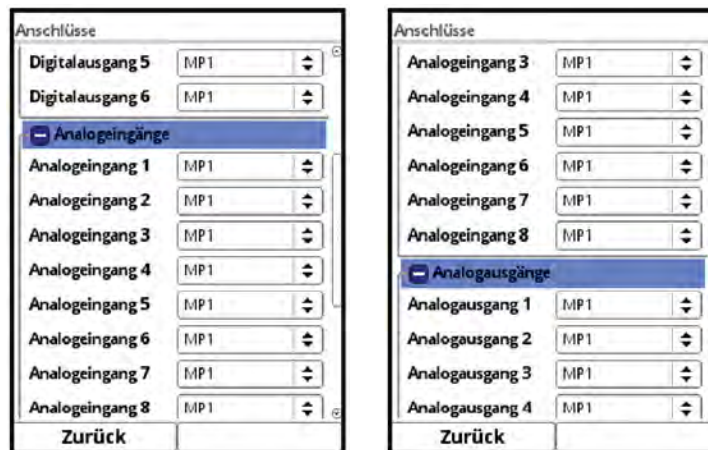 Anschlüsse
Digitalausgang 5 MP1
Digitalausgang 6 MP1
Analogeingänge
Analogeingang 1 MP1
Analogeingang 2 MP1
Analogeingang 3 MP1
Analogeingang 4 MP1
Analogeingang 5 MP1
Analogeingang 6 MP1
Analogeingang 7 MP1
Analogeingang 8 MP1
Zurück
Anschlüsse
Analogeingang 3 MP1
Analogeingang 4 MP1
Analogeingang 5 MP1
Analogeingang 6 MP1
Analogeingang 7 MP1
Analogeingang 8 MP1
Analogausgänge
Analogausgang 1 MP1
Analogausgang 2 MP1
Analogausgang 3 MP1
Analogausgang 4 MP1
Zurück